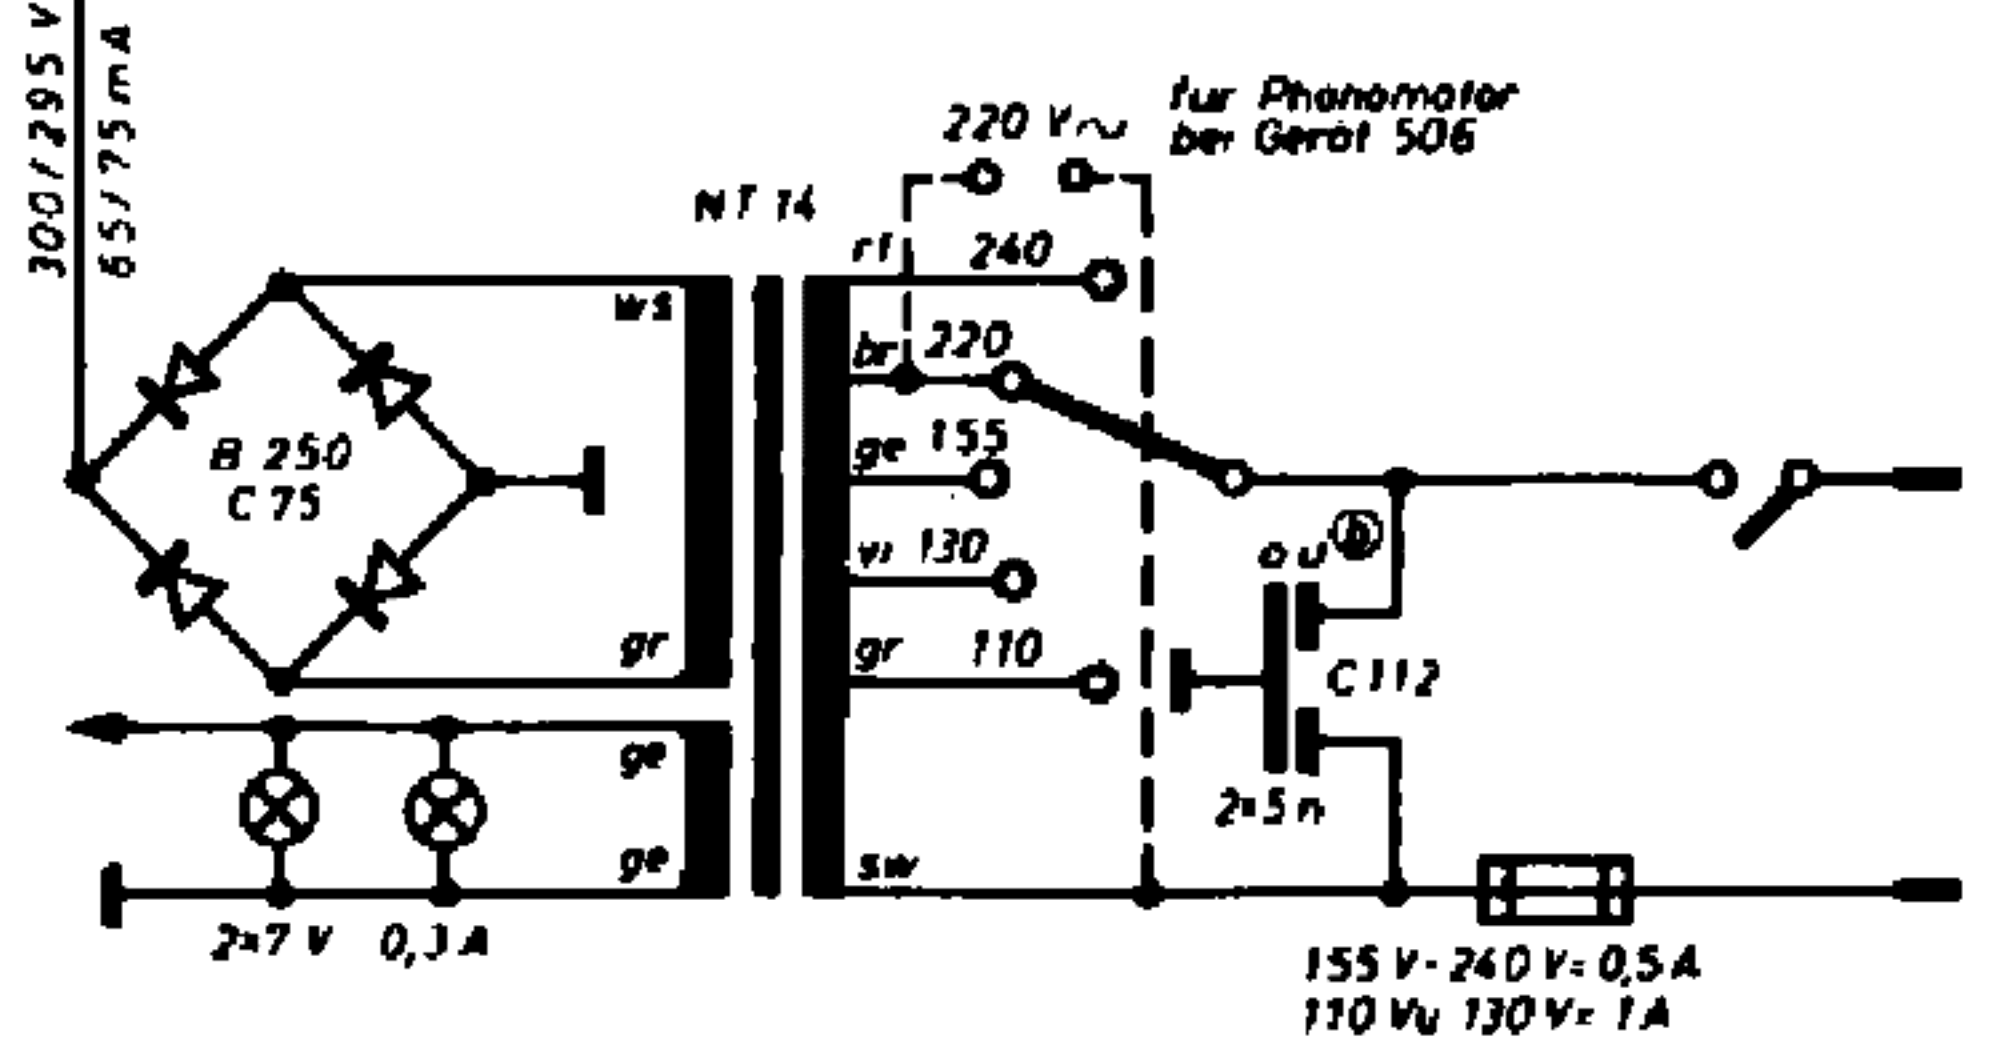 300/295 V
65/75 mA
fur Phonomotor
bei Gerät 506
220 V~
NT 14
rt 240
ws
br 220
B 250
C 75
ge 155
vi 130
b
gr
gr 110
C 112
ge
2×5 n
ge
sw
2×7 V 0,3 A
155 V - 240 V = 0,5 A
110 V u 130 V = 1 A